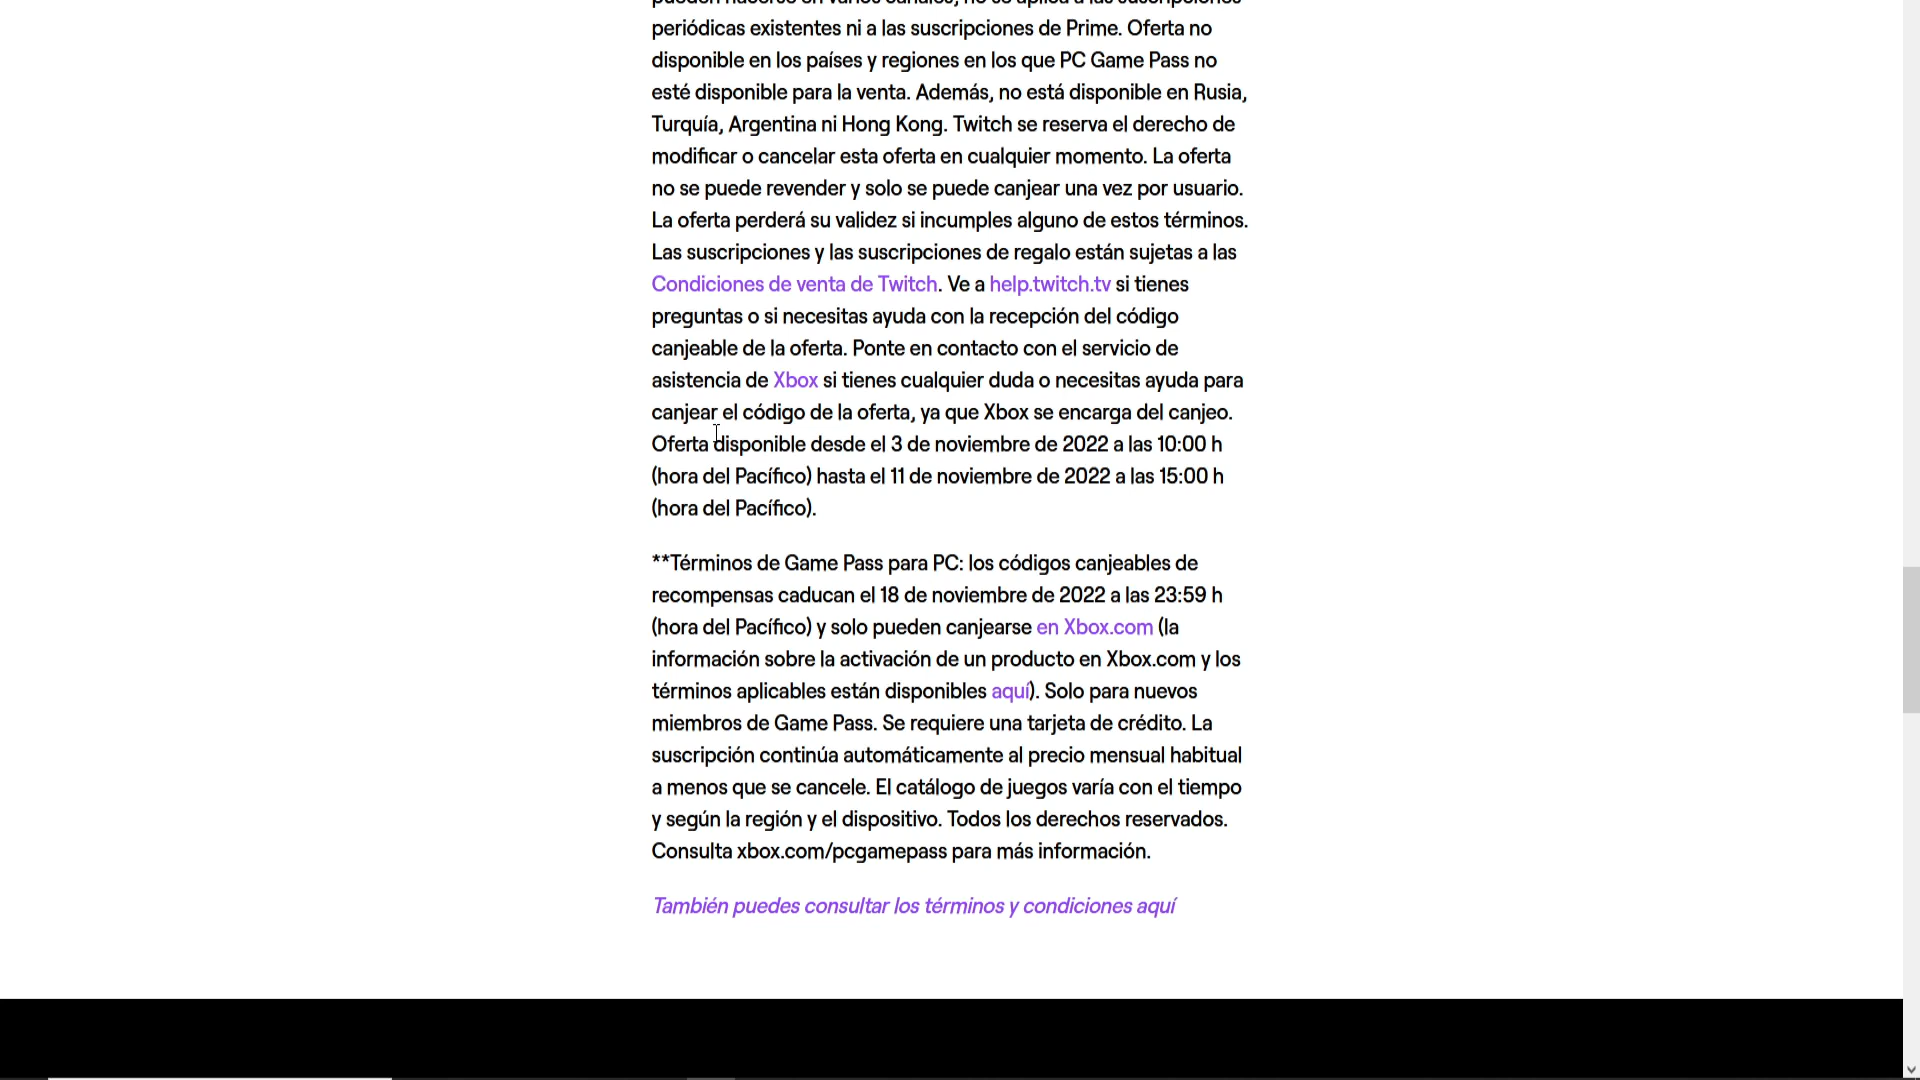 pueden hacerse en varios canales, no se aplica a las suscripciones
periódicas existentes ni a las suscripciones de Prime. Oferta no
disponible en los países y regiones en los que PC Game Pass no
esté disponible para la venta. Además, no está disponible en Rusia,
Turquía, Argentina ni Hong Kong. Twitch se reserva el derecho de
modificar o cancelar esta oferta en cualquier momento. La oferta
no se puede revender y solo se puede canjear una vez por usuario.
La oferta perderá su validez si incumples alguno de estos términos.
Las suscripciones y las suscripciones de regalo están sujetas a las
Condiciones de venta de Twitch. Ve a help.twitch.tv si tienes
preguntas o si necesitas ayuda con la recepción del código
canjeable de la oferta. Ponte en contacto con el servicio de
asistencia de Xbox si tienes cualquier duda o necesitas ayuda para
canjear el código de la oferta, ya que Xbox se encarga del canjeo.
Oferta disponible desde el 3 de noviembre de 2022 a las 10:00 h
(hora del Pacífico) hasta el 11 de noviembre de 2022 a las 15:00 h
(hora del Pacífico).
**Términos de Game Pass para PC: los códigos canjeables de
recompensas caducan el 18 de noviembre de 2022 a las 23:59 h
(hora del Pacífico) y solo pueden canjearse en Xbox.com (la
información sobre la activación de un producto en Xbox.com y los
términos aplicables están disponibles aquí). Solo para nuevos
miembros de Game Pass. Se requiere una tarjeta de crédito. La
suscripción continúa automáticamente al precio mensual habitual
a menos que se cancele. El catálogo de juegos varía con el tiempo
y según la región y el dispositivo. Todos los derechos reservados.
Consulta xbox.com/pcgamepass para más información.
También puedes consultar los términos y condiciones aquí